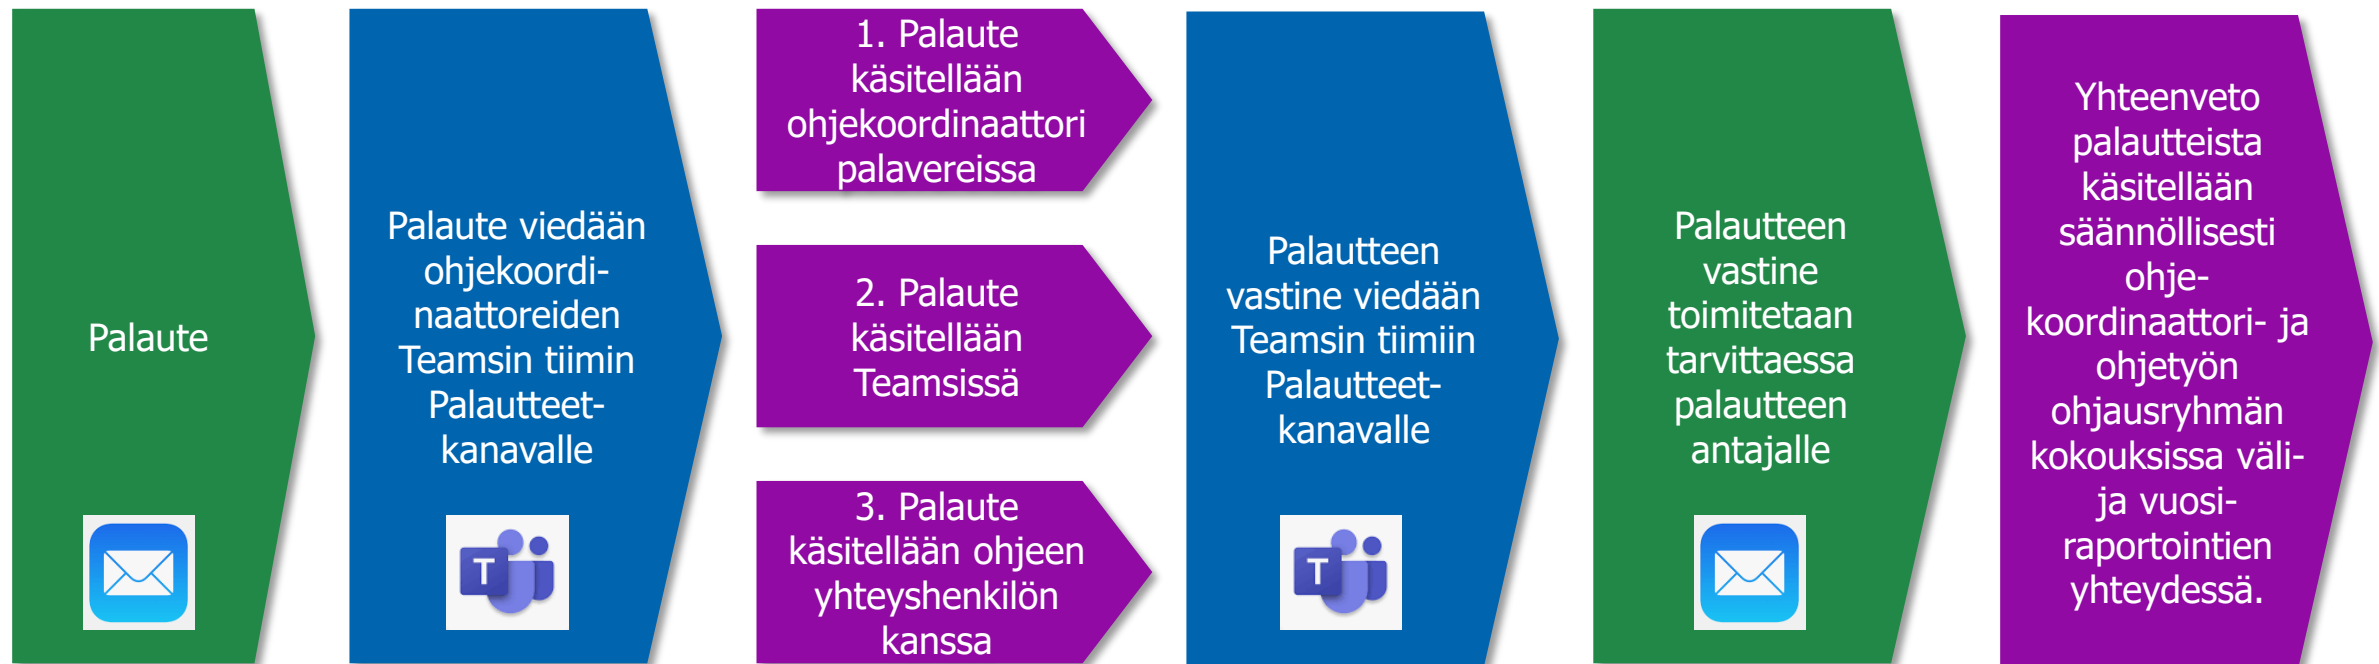 Palaute
Palaute viedään
ohjekoordi-
naattoreiden
Teamsin tiimin
Palautteet-
kanavalle
T
1. Palaute
käsitellään
ohjekoordinaattori
palavereissa
2. Palaute
käsitellään
Teamsissä
3. Palaute
käsitellään ohjeen
yhteyshenkilön
kanssa
Palautteen
vastine viedään
Teamsin tiimiin
Palautteet-
kanavalle
T
Palautteen
vastine
toimitetaan
tarvittaessa
palautteen
antajalle
Yhteenveto
palautteista
käsitellään
säännöllisesti
ohje-
koordinaattori- ja
ohjetyön
ohjausryhmän
kokouksissa väli-
ja vuosi-
raportointien
yhteydessä.